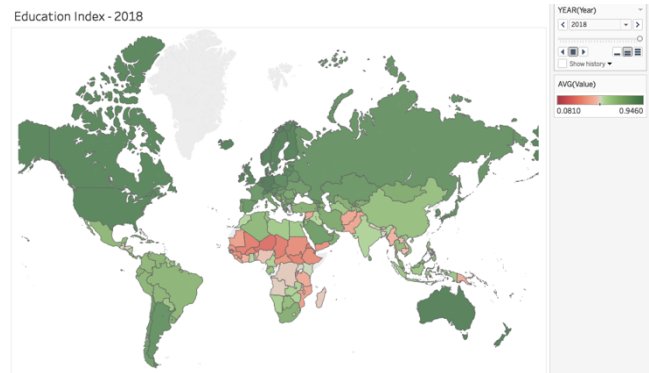 Education Index - 2018
YEAR(Year)
2018
Show history
AVG(Value)
0.0810 0.9460